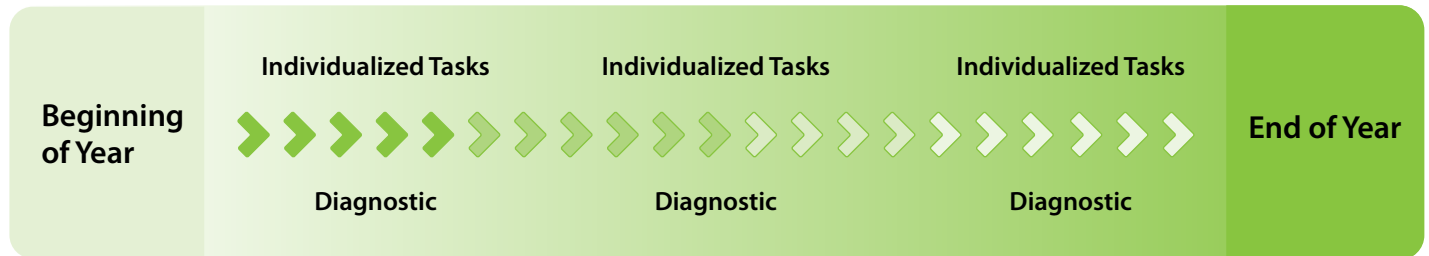 Individualized Tasks Individualized Tasks Individualized Tasks
Beginning
of Year
End of Year
Diagnostic Diagnostic Diagnostic